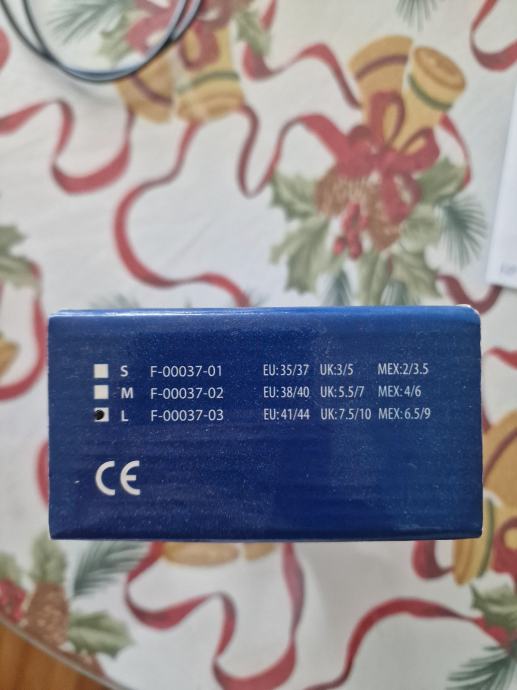 S F-00037-01 EU: 35/37 UK: 3/5 MEX: 2/3.5
M F-00037-02 EU: 38/40 UK: 5.5/7 MEX: 4/6
L F-00037-03 EU: 41/44 UK: 7.5/10 MEX: 6.5/9
CE